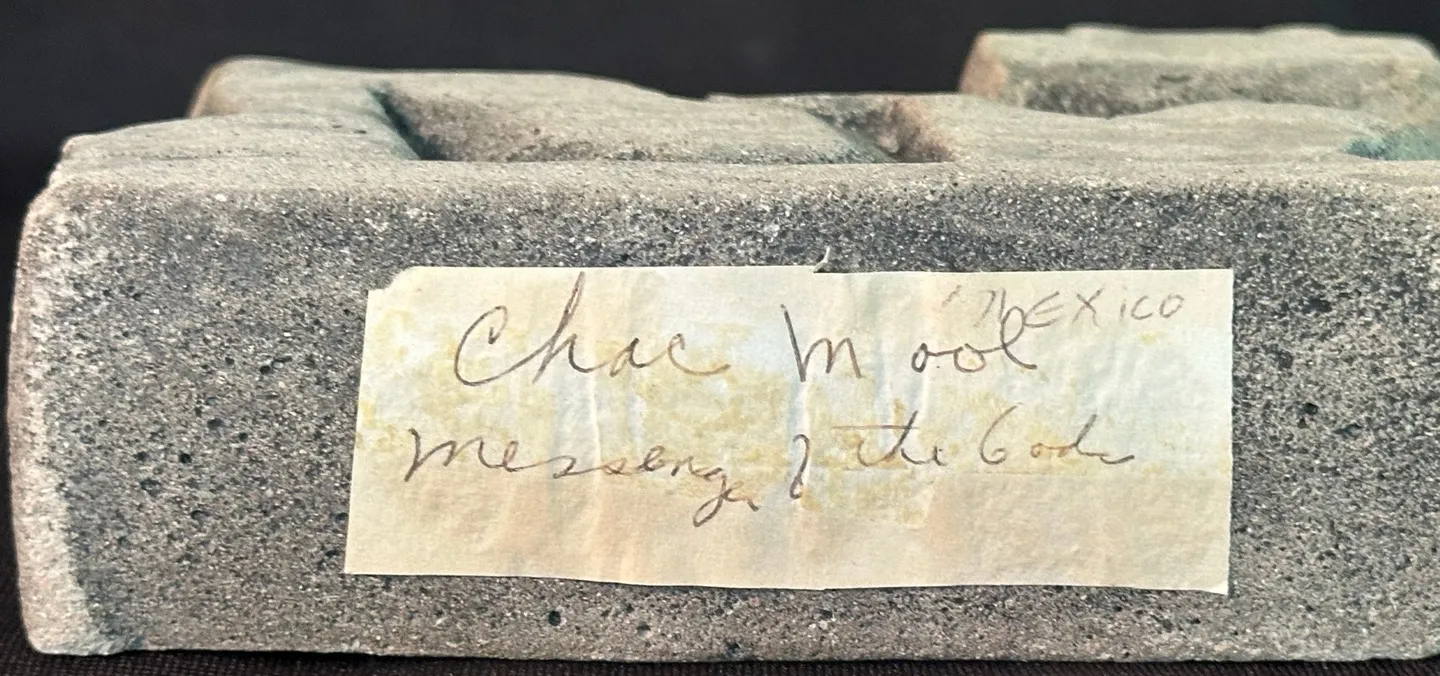 MEXICO
Chac Mool
Messenger of the Gods